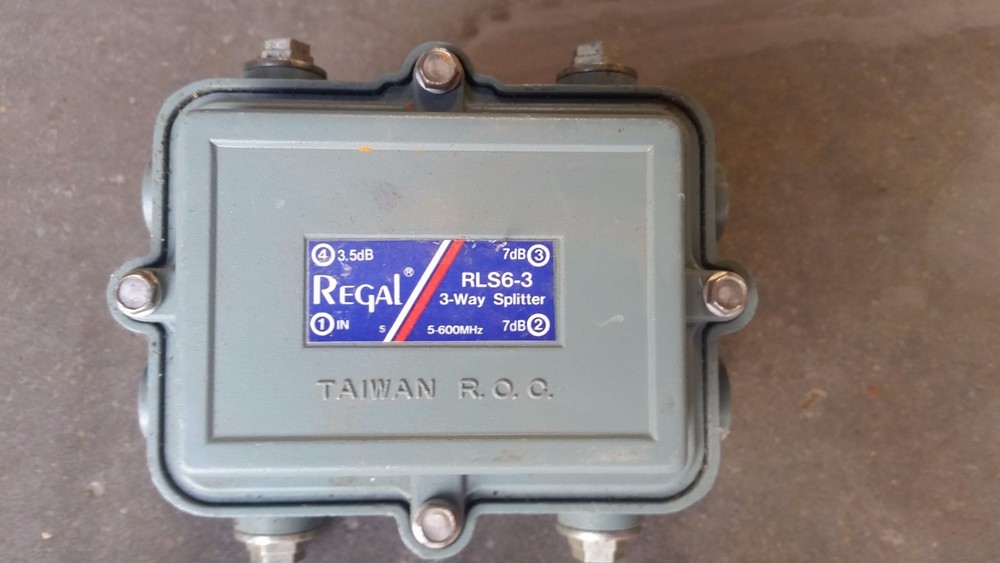 4 3.5dB 7dB 3
REGAL® RLS6-3
3-Way Splitter
1 IN S 5-600MHz 7dB 2
TAIWAN R.O.C.